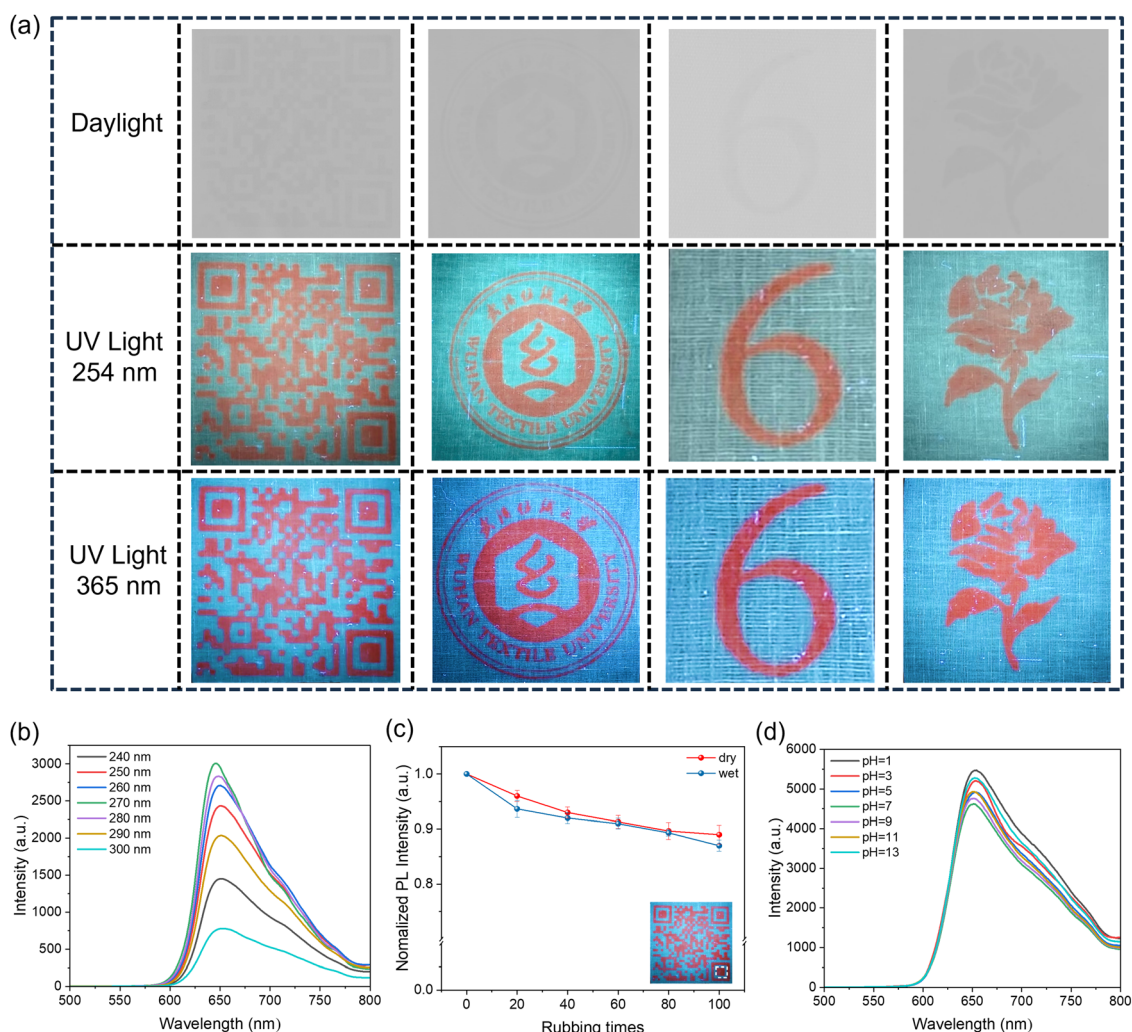 (a)
Daylight
UV Light
254 nm
WUHAN TEXTILE UNIVERSITY
6
UV Light
365 nm
WUHAN TEXTILE UNIVERSITY
6
(b)
3000
2500
2000
1500
1000
500
0
Intensity (a.u.)
240 nm
250 nm
260 nm
270 nm
280 nm
290 nm
300 nm
500 550 600 650 700 750 800
Wavelength (nm)
(c)
1.0
0.9
0.8
0.0
Nomalized PL Intensity (a.u.)
dry
wet
0 20 40 60 80 100
Rubbing times
(d)
6000
5000
4000
3000
2000
1000
0
Intensity (a.u.)
pH=1
pH=3
pH=5
pH=7
pH=9
pH=11
pH=13
500 550 600 650 700 750 800
Wavelength (nm)